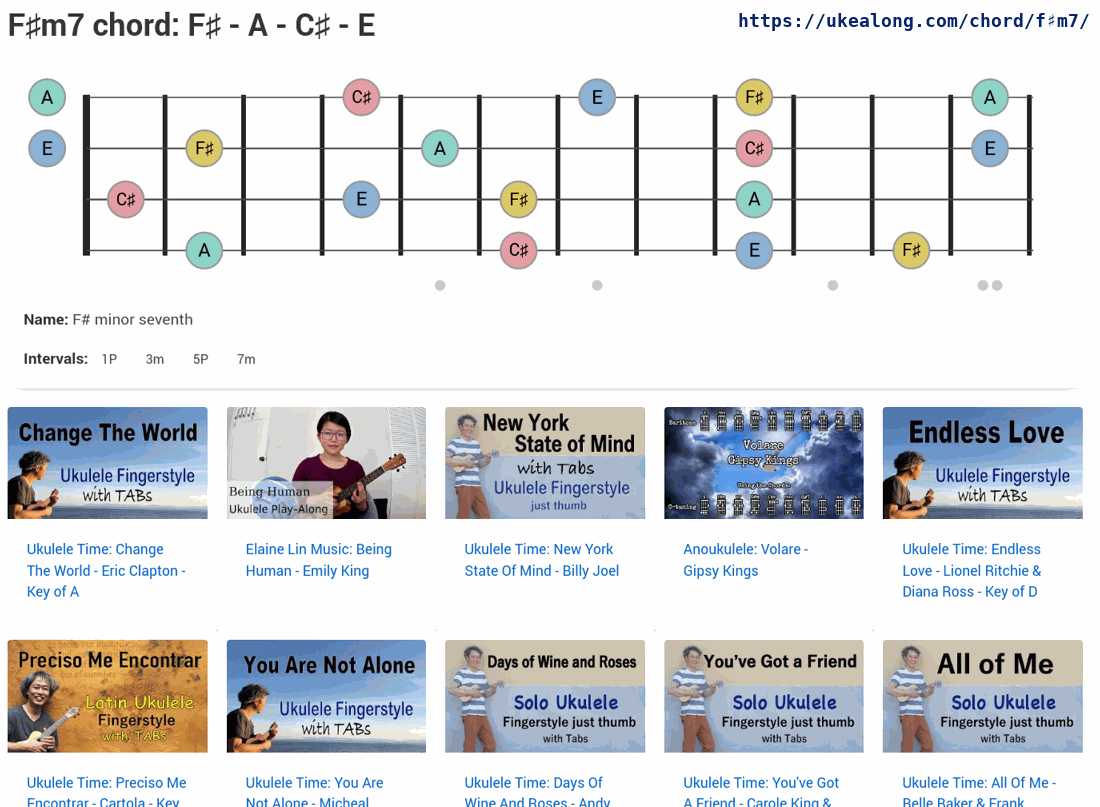 F♯m7 chord: F♯ - A - C♯ - E
https://ukealong.com/chord/f♯m7/
A C♯ E F♯ A
E F♯ A C♯ E
C♯ E F♯ A
A C♯ E F♯
Name: F# minor seventh
Intervals: 1P 3m 5P 7m
Change The World
Ukulele Fingerstyle
with TABs
Being Human
Ukulele Play-Along
New York
State of Mind
with Tabs
Ukulele Fingerstyle
just thumb
Baritone
Volare
Gipsy Kings
Using the Chords:
C-tuning
Endless Love
Ukulele Fingerstyle
with TABs
Ukulele Time: Change
The World - Eric Clapton -
Key of A
Elaine Lin Music: Being
Human - Emily King
Ukulele Time: New York
State Of Mind - Billy Joel
Anoukulele: Volare -
Gipsy Kings
Ukulele Time: Endless
Love - Lionel Ritchie &
Diana Ross - Key of D
Preciso Me Encontrar
Latin Ukulele
Fingerstyle
with TABs
You Are Not Alone
Ukulele Fingerstyle
with TABs
Days of Wine and Roses
Solo Ukulele
Fingerstyle just thumb
with Tabs
You've Got a Friend
Solo Ukulele
Fingerstyle just thumb
with Tabs
All of Me
Solo Ukulele
Fingerstyle just thumb
with Tabs
Ukulele Time: Preciso Me
Encontrar - Cartola - Key
Ukulele Time: You Are
Not Alone - Micheal
Ukulele Time: Days Of
Wine And Roses - Andy
Ukulele Time: You've Got
A Friend - Carole King &
Ukulele Time: All Of Me -
Belle Baker & Frank